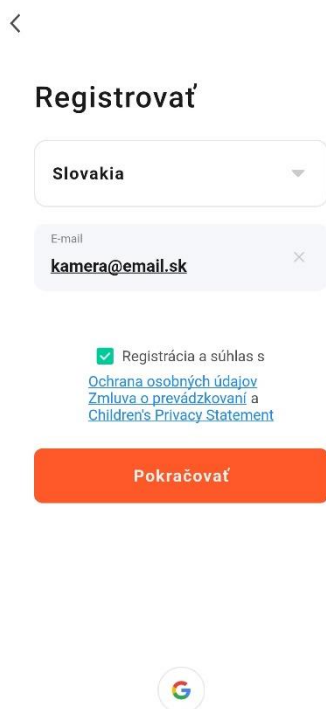 Registrovať
Slovakia
E-mail
kamera@email.sk
Registrácia a súhlas s
Ochrana osobných údajov
Zmluva o prevádzkovaní a
Children's Privacy Statement
Pokračovať